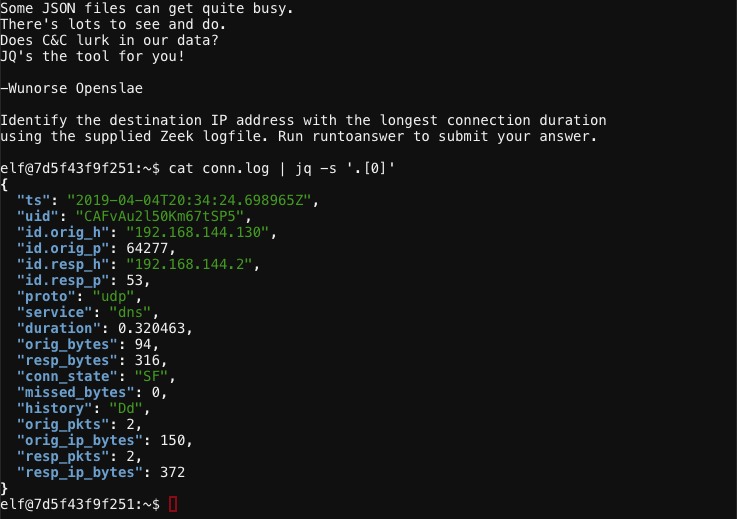 Some JSON files can get quite busy.
There's lots to see and do.
Does C&C lurk in our data?
JQ's the tool for you!
—Wunorse Openslae
Identify the destination IP address with the longest connection duration
using the supplied Zeek logfile. Run runtoanswer to submit your answer.
elf@7d5f43f9f251:~$ cat conn.log | jq -s '.[0]'
{
"ts": "2019-04-04T20:34:24.698965Z",
"uid": "CAFvAu2l50Km67tSP5",
"id.orig_h": "192.168.144.130",
"id.orig_p": 64277,
"id.resp_h": "192.168.144.2",
"id.resp_p": 53,
"proto": "udp",
"service": "dns",
"duration": 0.320463,
"orig_bytes": 94,
"resp_bytes": 316,
"conn_state": "SF",
"missed_bytes": 0,
"history": "Dd",
"orig_pkts": 2,
"orig_ip_bytes": 150,
"resp_pkts": 2,
"resp_ip_bytes": 372
}
elf@7d5f43f9f251:~$